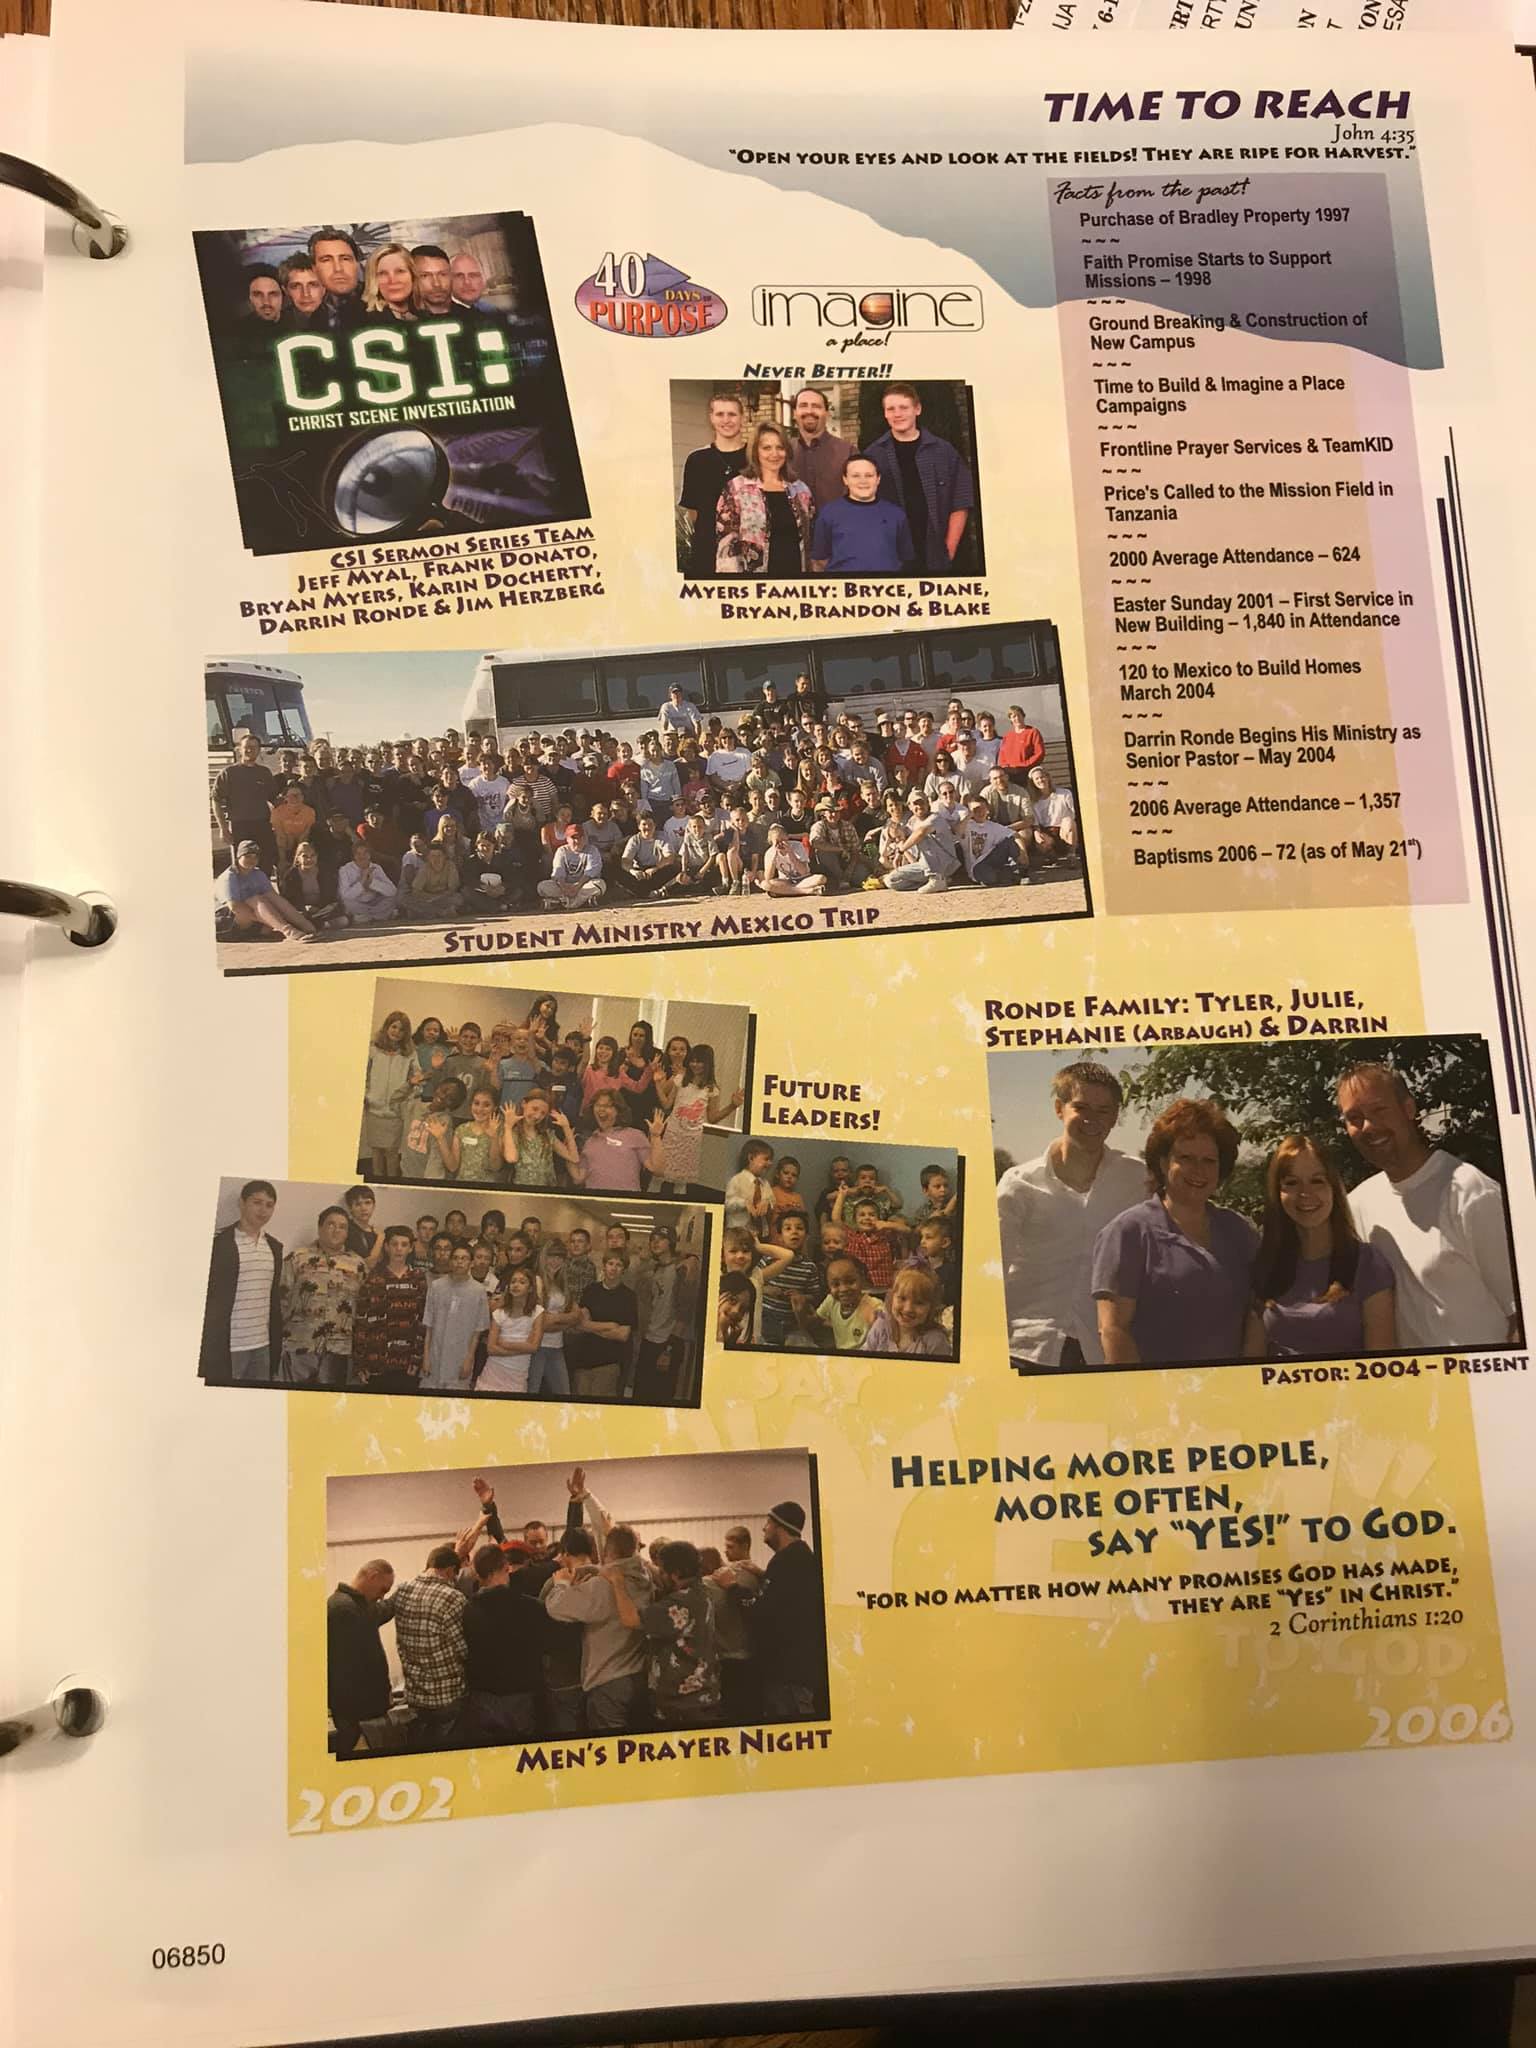 TIME TO REACH
John 4:35
"OPEN YOUR EYES AND LOOK AT THE FIELDS! THEY ARE RIPE FOR HARVEST."
Facts from the past!
Purchase of Bradley Property 1997
~ ~ ~
Faith Promise Starts to Support
Missions – 1998
~ ~ ~
Ground Breaking & Construction of
New Campus
~ ~ ~
Time to Build & Imagine a Place
Campaigns
~ ~ ~
Frontline Prayer Services & TeamKID
~ ~ ~
Price's Called to the Mission Field in
Tanzania
~ ~ ~
2000 Average Attendance – 624
~ ~ ~
Easter Sunday 2001 – First Service in
New Building – 1,840 in Attendance
~ ~ ~
120 to Mexico to Build Homes
March 2004
~ ~ ~
Darrin Ronde Begins His Ministry as
Senior Pastor – May 2004
~ ~ ~
2006 Average Attendance – 1,357
~ ~ ~
Baptisms 2006 – 72 (as of May 21st)
CSI:
CHRIST SCENE INVESTIGATION
CSI SERMON SERIES TEAM
JEFF MYAL, FRANK DONATO,
BRYAN MYERS, KARIN DOCHERTY,
DARRIN RONDE & JIM HERZBERG
40
DAYS OF
PURPOSE
imagine
a place!
NEVER BETTER!!
MYERS FAMILY: BRYCE, DIANE,
BRYAN, BRANDON & BLAKE
STUDENT MINISTRY MEXICO TRIP
FUTURE
LEADERS!
RONDE FAMILY: TYLER, JULIE,
STEPHANIE (ARBAUGH) & DARRIN
PASTOR: 2004 – PRESENT
HELPING MORE PEOPLE,
MORE OFTEN,
SAY "YES!" TO GOD.
"FOR NO MATTER HOW MANY PROMISES GOD HAS MADE,
THEY ARE "YES" IN CHRIST."
2 Corinthians 1:20
SAY
"YES!"
TO GOD
MEN'S PRAYER NIGHT
2002
2006
06850